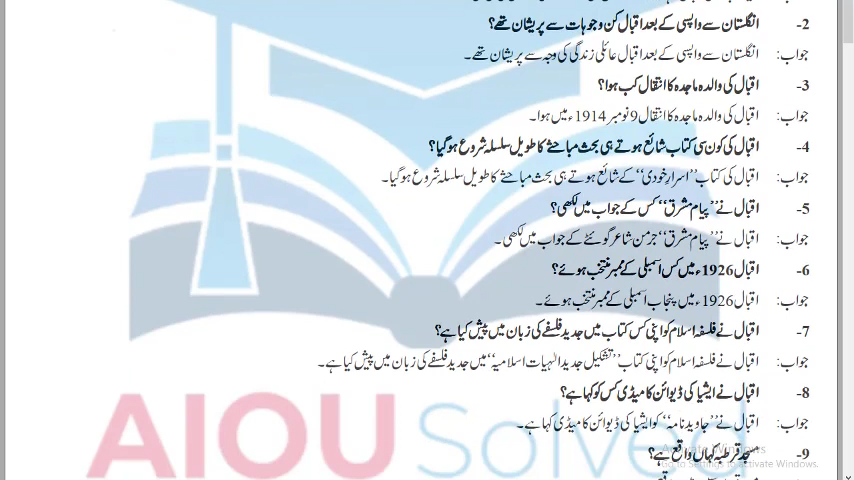 2- انگلستان سے واپسی کے بعد اقبال کن وجوہات سے پریشان تھے؟
جواب: انگلستان سے واپسی کے بعد اقبال عائلی زندگی کی وجہ سے پریشان تھے۔
3- اقبال کی والدہ ماجدہ کا انتقال کب ہوا؟
جواب: اقبال کی والدہ ماجدہ کا انتقال 9 نومبر 1914ء میں ہوا۔
4- اقبال کی کون سی کتاب شائع ہوتے ہی بحث مباحثے کا طویل سلسلہ شروع ہو گیا؟
جواب: اقبال کی کتاب ”اسرار خودی“ کے شائع ہوتے ہی بحث مباحثے کا طویل سلسلہ شروع ہو گیا۔
5- اقبال نے ”پیام مشرق“ کس کے جواب میں لکھی؟
جواب: اقبال نے ”پیام مشرق“ جرمن شاعر گوئٹے کے جواب میں لکھی۔
6- اقبال 1926ء میں کس اسمبلی کے ممبر منتخب ہوئے؟
جواب: اقبال 1926ء میں پنجاب اسمبلی کے ممبر منتخب ہوئے۔
7- اقبال نے فلسفہ اسلام کو اپنی کس کتاب میں جدید فلسفے کی زبان میں پیش کیا ہے؟
جواب: اقبال نے فلسفہ اسلام کو اپنی کتاب ”تشکیل جدید الٰہیات اسلامیہ“ میں جدید فلسفے کی زبان میں پیش کیا ہے۔
8- اقبال نے ایشیا کی ڈیوائن کامیڈی کس کو کہا ہے؟
جواب: اقبال نے ”جاوید نامہ“ کو ایشیا کی ڈیوائن کامیڈی کہا ہے۔
9- مسجد قرطبہ کہاں واقع ہے؟
AIOU Solved
Activate Windows
Go to Settings to activate Windows.